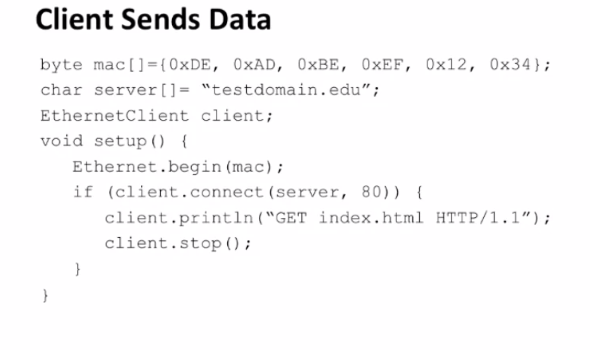 Client Sends Data
byte mac[]={0xDE, 0xAD, 0xBE, 0xEF, 0x12, 0x34};
char server[]= “testdomain.edu”;
EthernetClient client;
void setup() {
Ethernet.begin(mac);
if (client.connect(server, 80)) {
client.println(“GET index.html HTTP/1.1”);
client.stop();
}
}